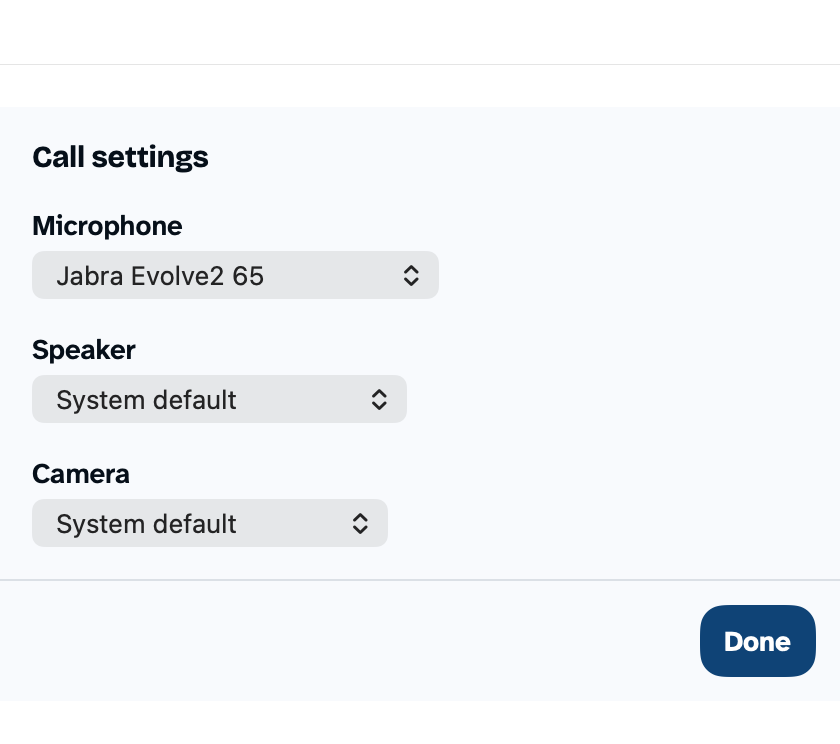 Call settings
Microphone
Jabra Evolve2 65
Speaker
System default
Camera
System default
Done